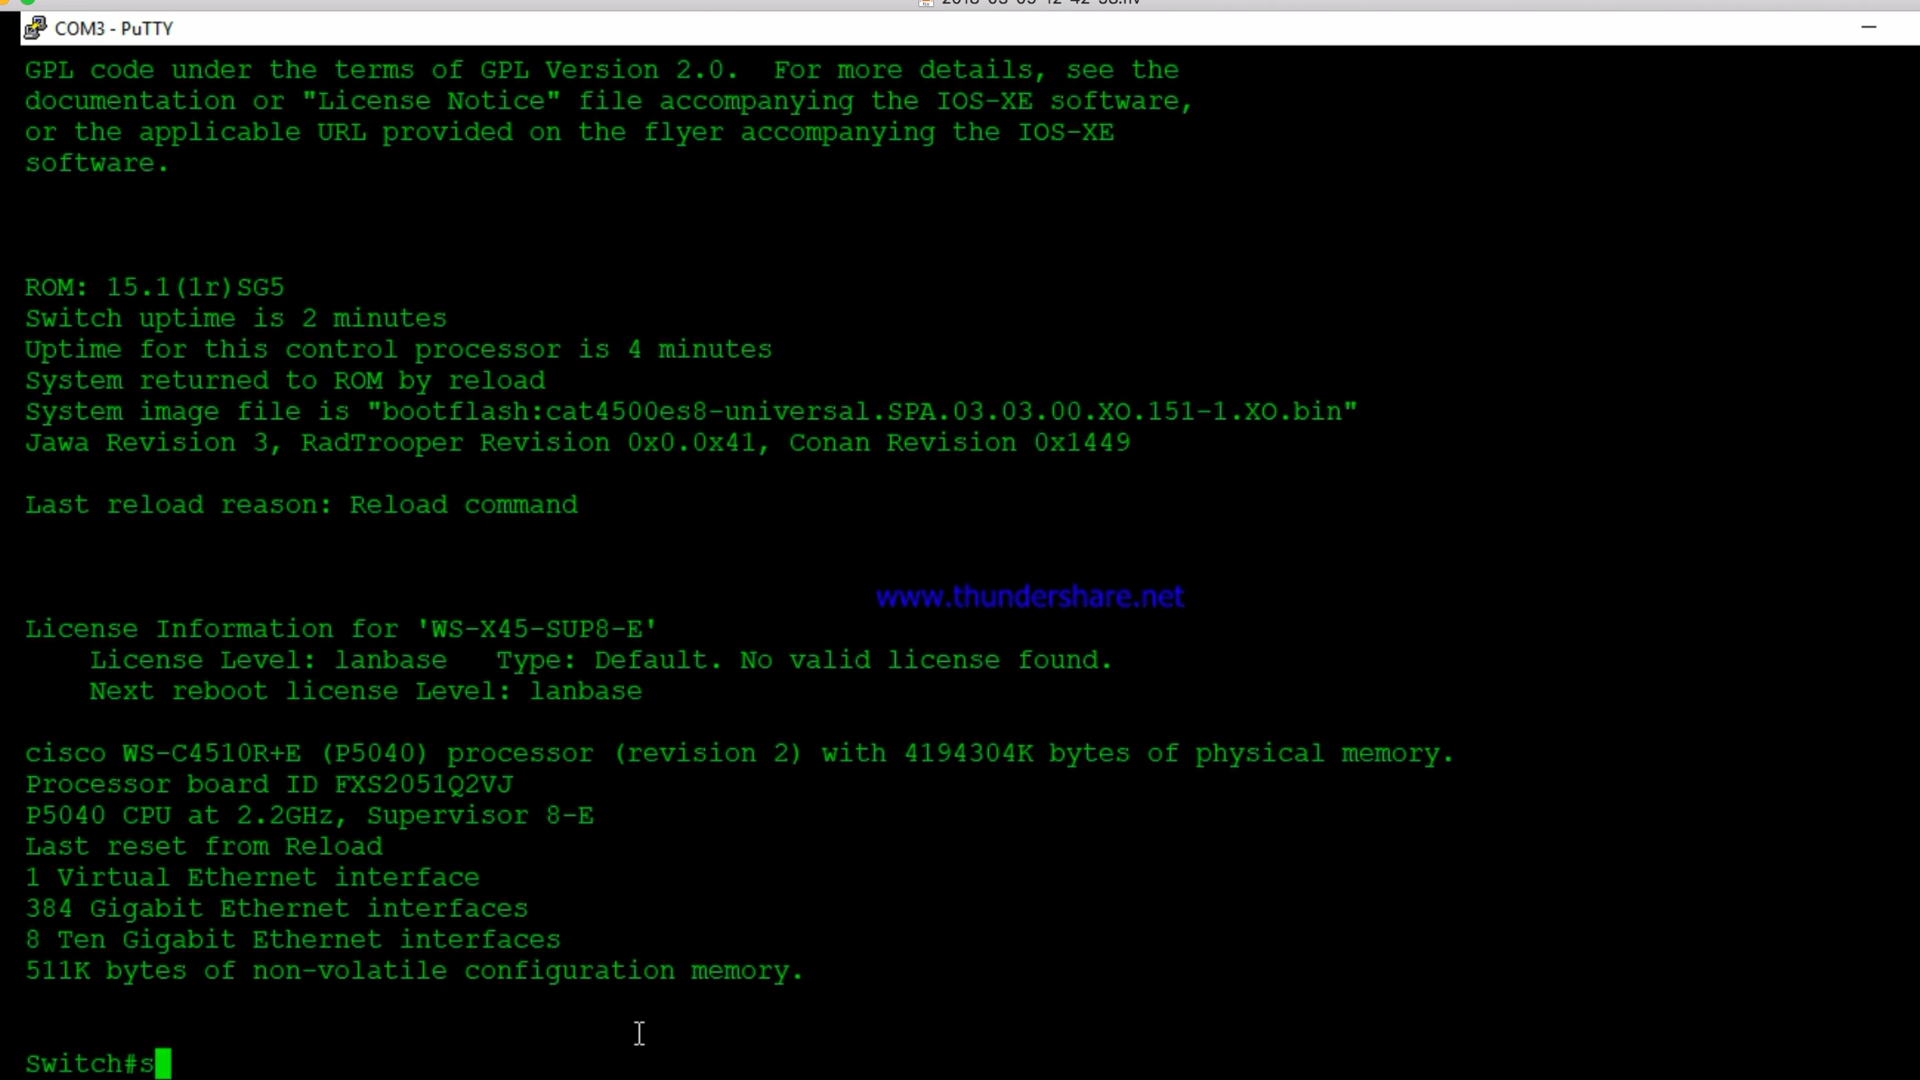 COM3 - PuTTY
GPL code under the terms of GPL Version 2.0.  For more details, see the
documentation or "License Notice" file accompanying the IOS-XE software,
or the applicable URL provided on the flyer accompanying the IOS-XE
software.
ROM: 15.1(1r)SG5
Switch uptime is 2 minutes
Uptime for this control processor is 4 minutes
System returned to ROM by reload
System image file is "bootflash:cat4500es8-universal.SPA.03.03.00.XO.151-1.XO.bin"
Jawa Revision 3, RadTrooper Revision 0x0.0x41, Conan Revision 0x1449
Last reload reason: Reload command
www.thundershare.net
License Information for 'WS-X45-SUP8-E'
    License Level: lanbase   Type: Default. No valid license found.
    Next reboot license Level: lanbase
cisco WS-C4510R+E (P5040) processor (revision 2) with 4194304K bytes of physical memory.
Processor board ID FXS2051Q2VJ
P5040 CPU at 2.2GHz, Supervisor 8-E
Last reset from Reload
1 Virtual Ethernet interface
384 Gigabit Ethernet interfaces
8 Ten Gigabit Ethernet interfaces
511K bytes of non-volatile configuration memory.
Switch#s